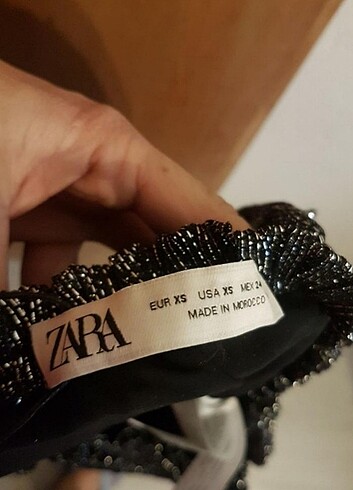 ZARA
EUR XS USA XS MEX 24
MADE IN MOROCCO